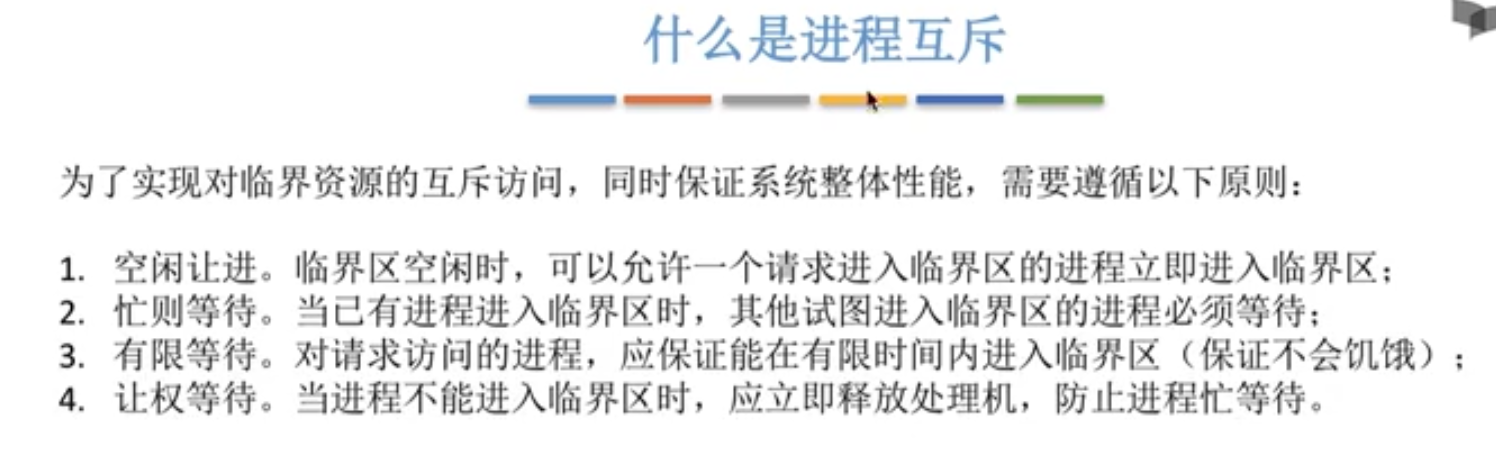 什么是进程互斥
为了实现对临界资源的互斥访问，同时保证系统整体性能，需要遵循以下原则：
1. 空闲让进。临界区空闲时，可以允许一个请求进入临界区的进程立即进入临界区；
2. 忙则等待。当已有进程进入临界区时，其他试图进入临界区的进程必须等待；
3. 有限等待。对请求访问的进程，应保证能在有限时间内进入临界区（保证不会饥饿）；
4. 让权等待。当进程不能进入临界区时，应立即释放处理机，防止进程忙等待。